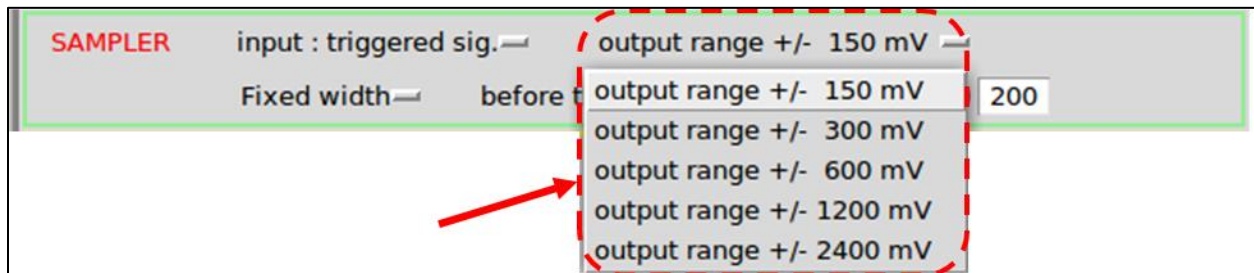 SAMPLER input : triggered sig. output range +/- 150 mV
Fixed width before t 200
output range +/- 150 mV
output range +/- 300 mV
output range +/- 600 mV
output range +/- 1200 mV
output range +/- 2400 mV